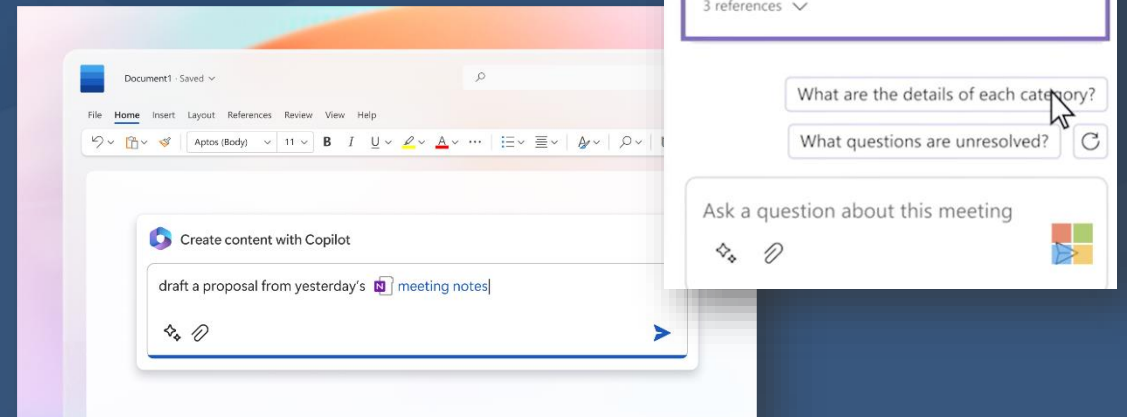 3 references
What are the details of each category?
What questions are unresolved?
Ask a question about this meeting
Document1 · Saved
File Home Insert Layout References Review View Help
Aptos (Body) 11 B I U A
Create content with Copilot
draft a proposal from yesterday's N meeting notes